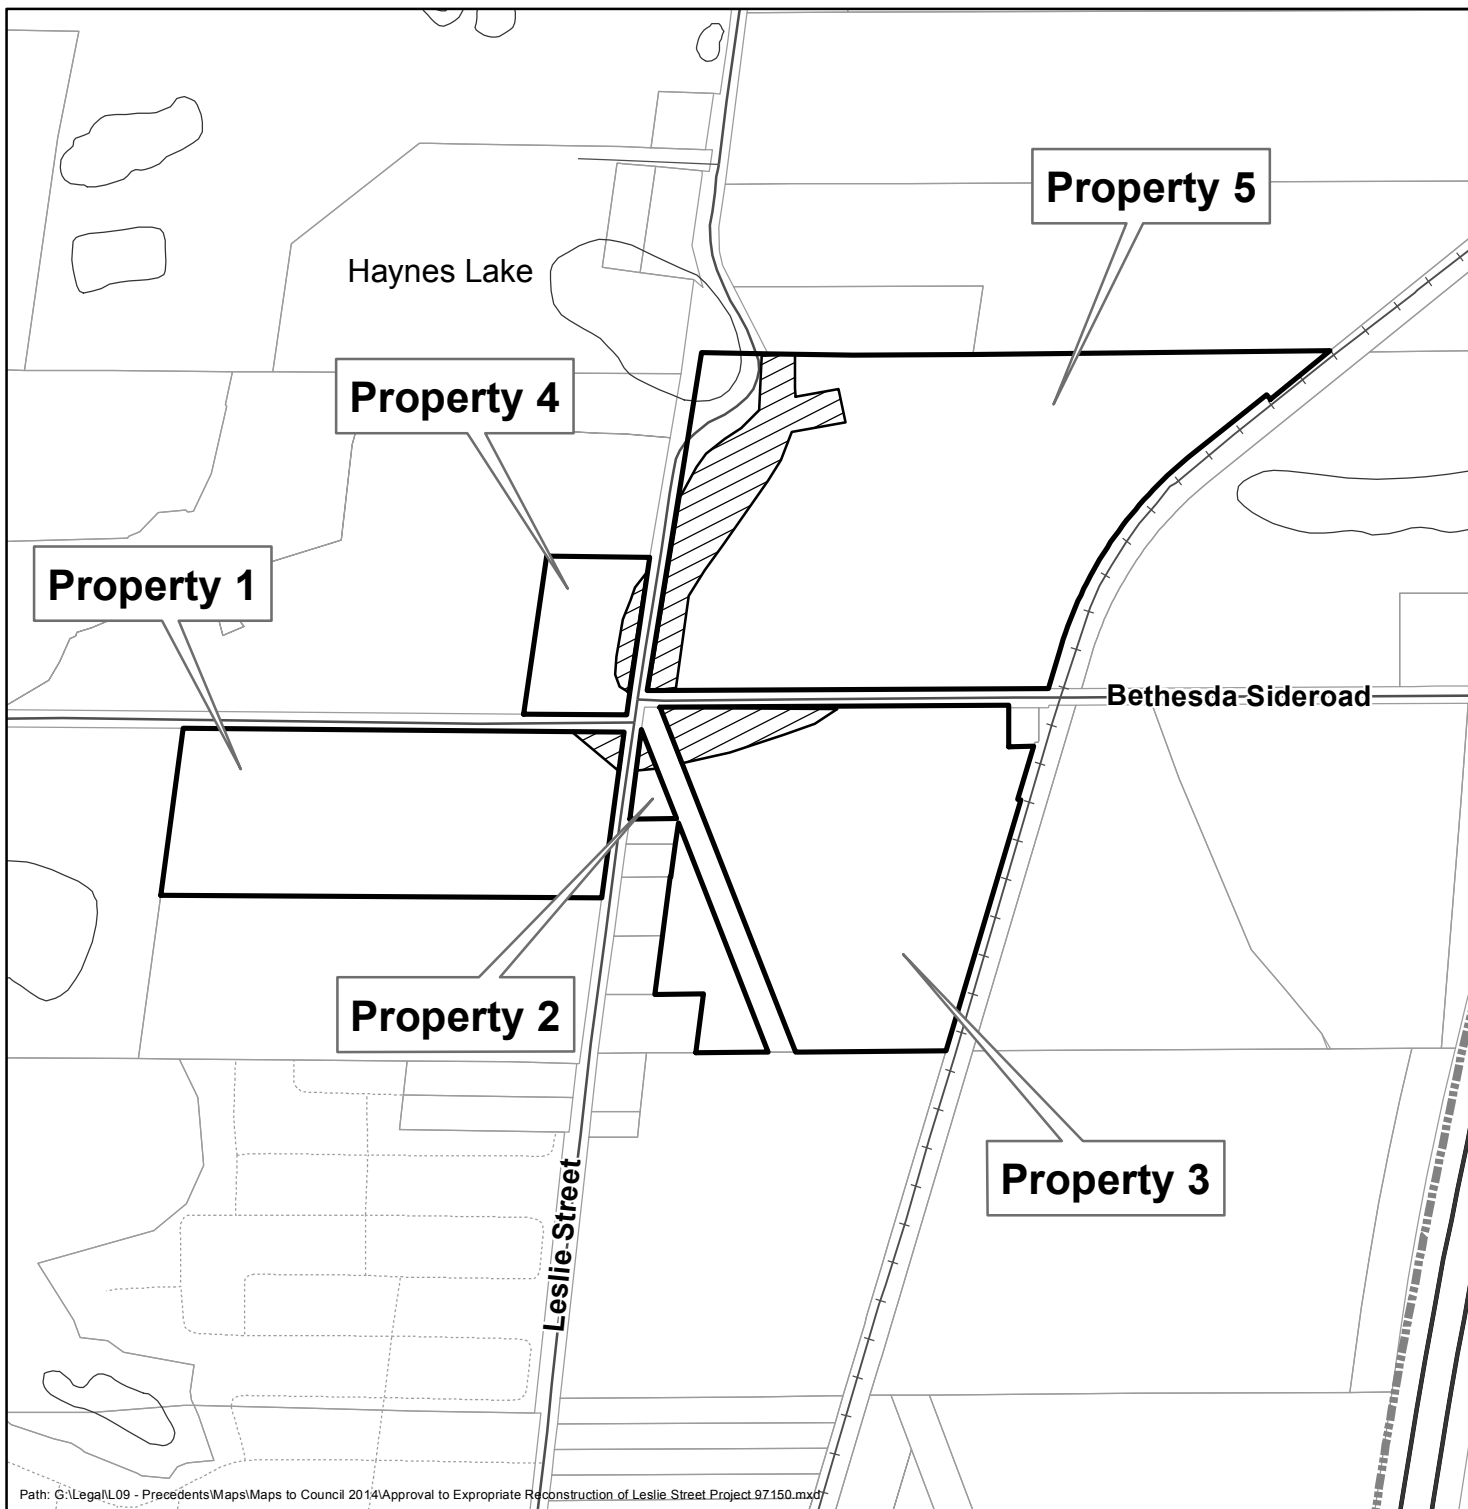 Property 5
Haynes Lake
Property 4
Property 1
Bethesda Sideroad
Property 2
Property 3
Leslie Street
Path: G:\Legal\L09 - Precedents\Maps\Maps to Council 2014\Approval to Expropriate Reconstruction of Leslie Street Project 97150.mxd